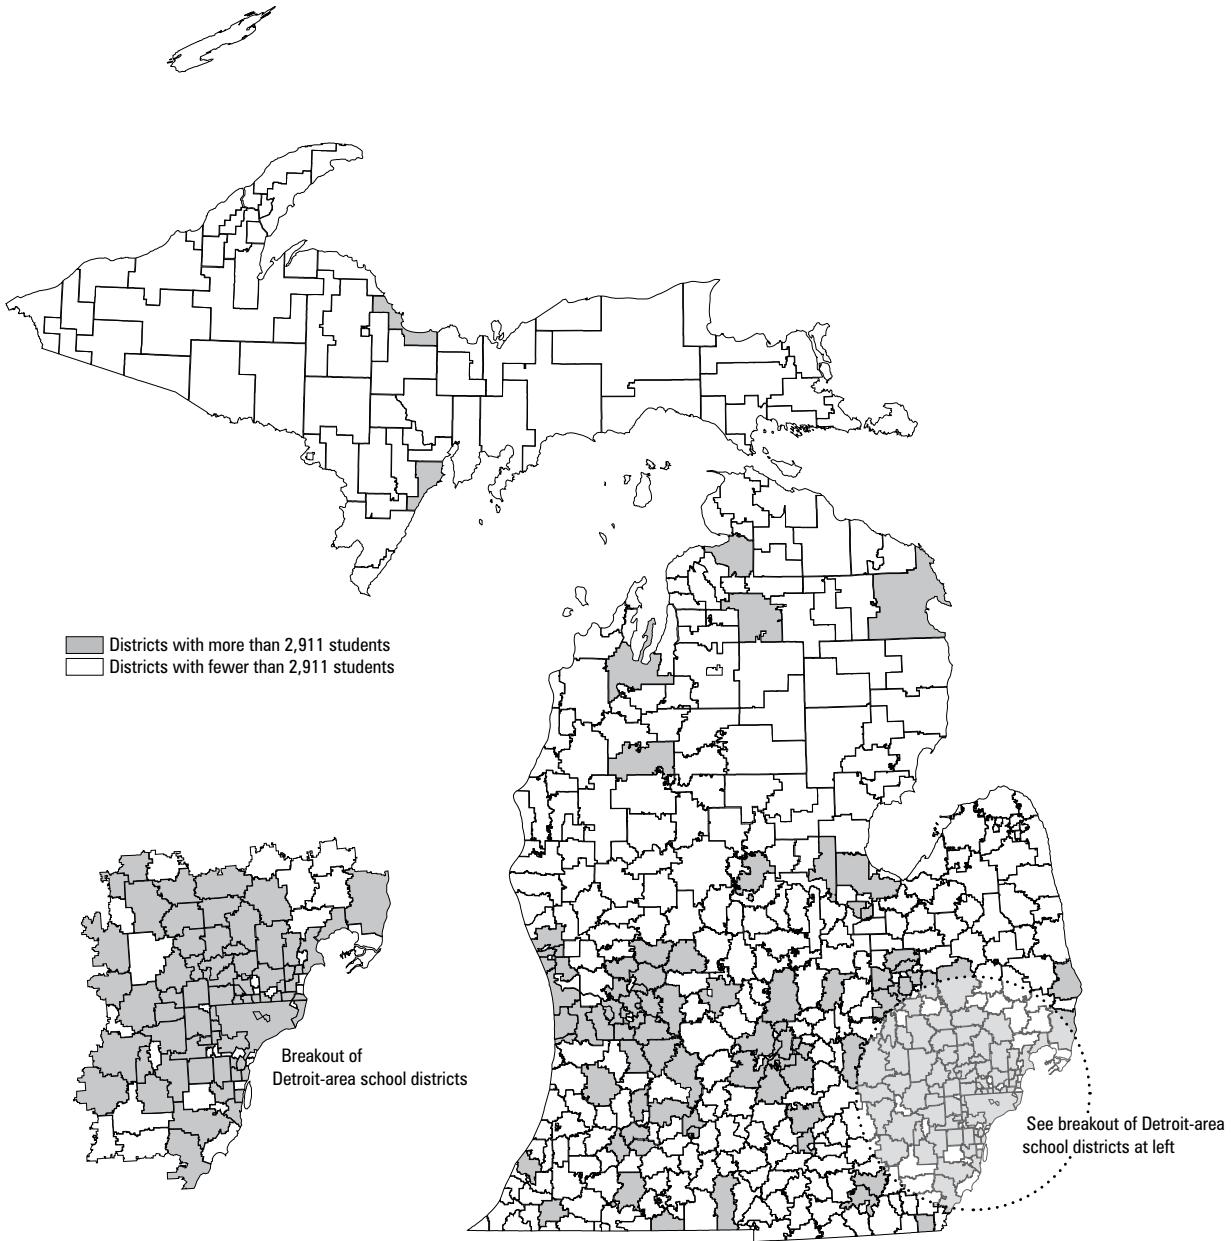 Districts with more than 2,911 students
Districts with fewer than 2,911 students
Breakout of
Detroit-area school districts
See breakout of Detroit-area
school districts at left